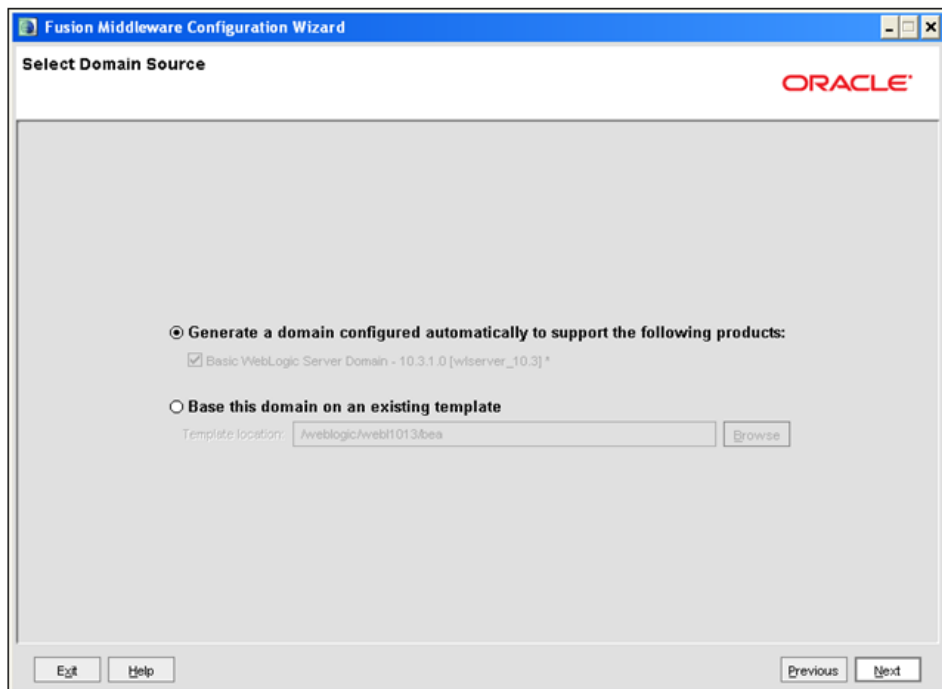 Fusion Middleware Configuration Wizard
Select Domain Source
ORACLE
Generate a domain configured automatically to support the following products:
Basic WebLogic Server Domain - 10.3.1.0 [wlserver_10.3] *
Base this domain on an existing template
Template location: /weblogic/webl1013/bea Browse
Exit Help Previous Next